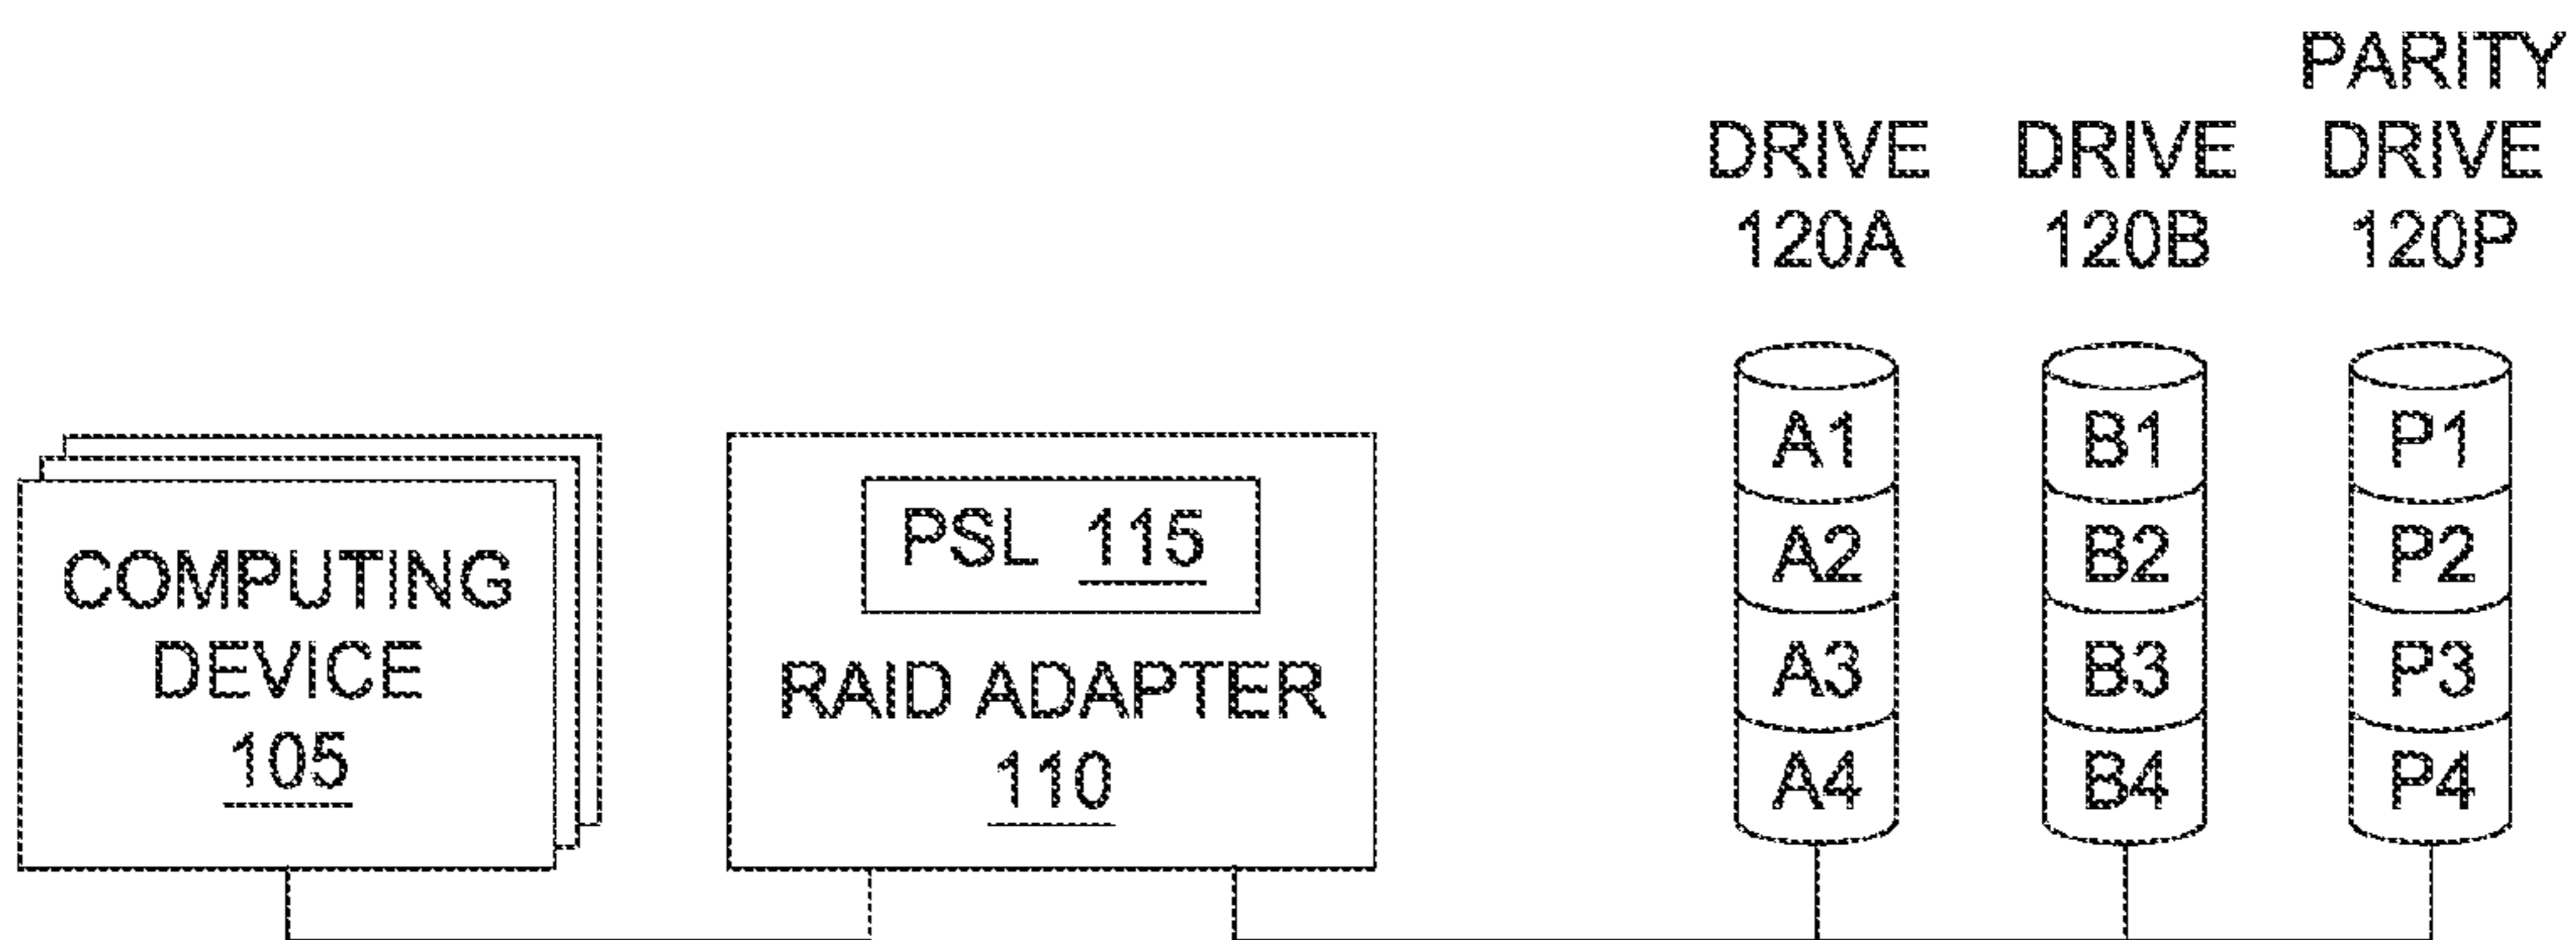 PARITY
DRIVE DRIVE DRIVE
120A 120B 120P
A1 B1 P1
PSL 115
A2 B2 P2
COMPUTING
DEVICE
105
RAID ADAPTER
110
A3 B3 P3
A4 B4 P4